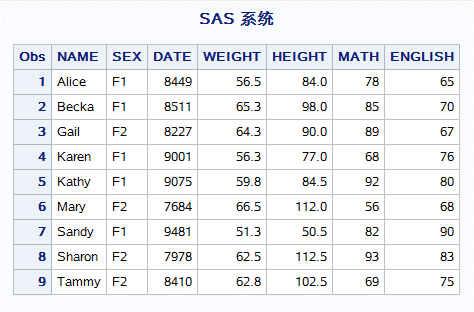 SAS 系统
Obs NAME SEX DATE WEIGHT HEIGHT MATH ENGLISH
1 Alice F1 8449 56.5 84.0 78 65
2 Becka F1 8511 65.3 98.0 85 70
3 Gail F2 8227 64.3 90.0 89 67
4 Karen F1 9001 56.3 77.0 68 76
5 Kathy F1 9075 59.8 84.5 92 80
6 Mary F2 7684 66.5 112.0 56 68
7 Sandy F1 9481 51.3 50.5 82 90
8 Sharon F2 7978 62.5 112.5 93 83
9 Tammy F2 8410 62.8 102.5 69 75